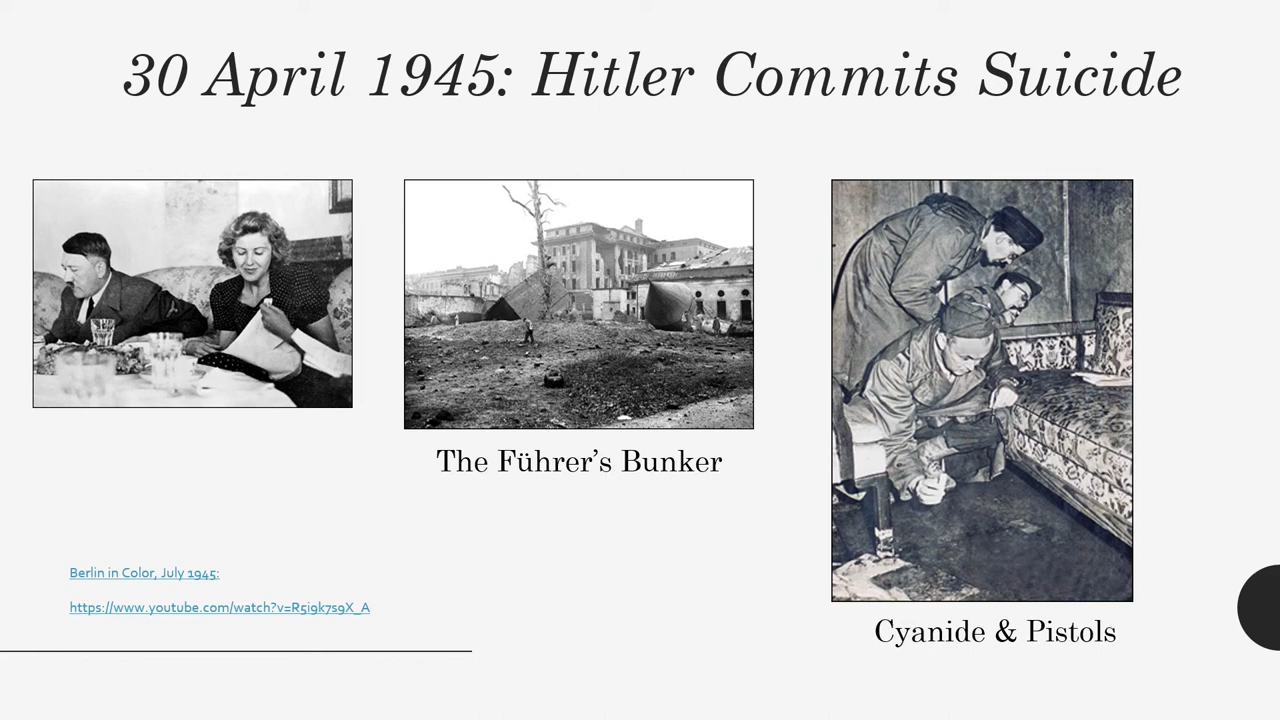 30 April 1945: Hitler Commits Suicide
The Führer’s Bunker
Berlin in Color, July 1945:
https://www.youtube.com/watch?v=R5i9k7s9X_A
Cyanide & Pistols